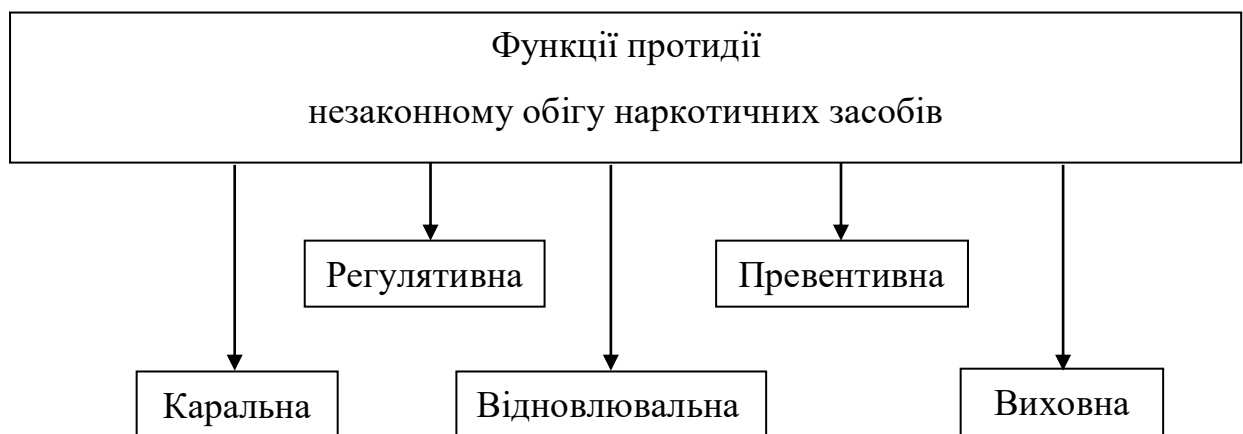 Функції протидії
незаконному обігу наркотичних засобів
Регулятивна
Превентивна
Каральна
Відновлювальна
Виховна